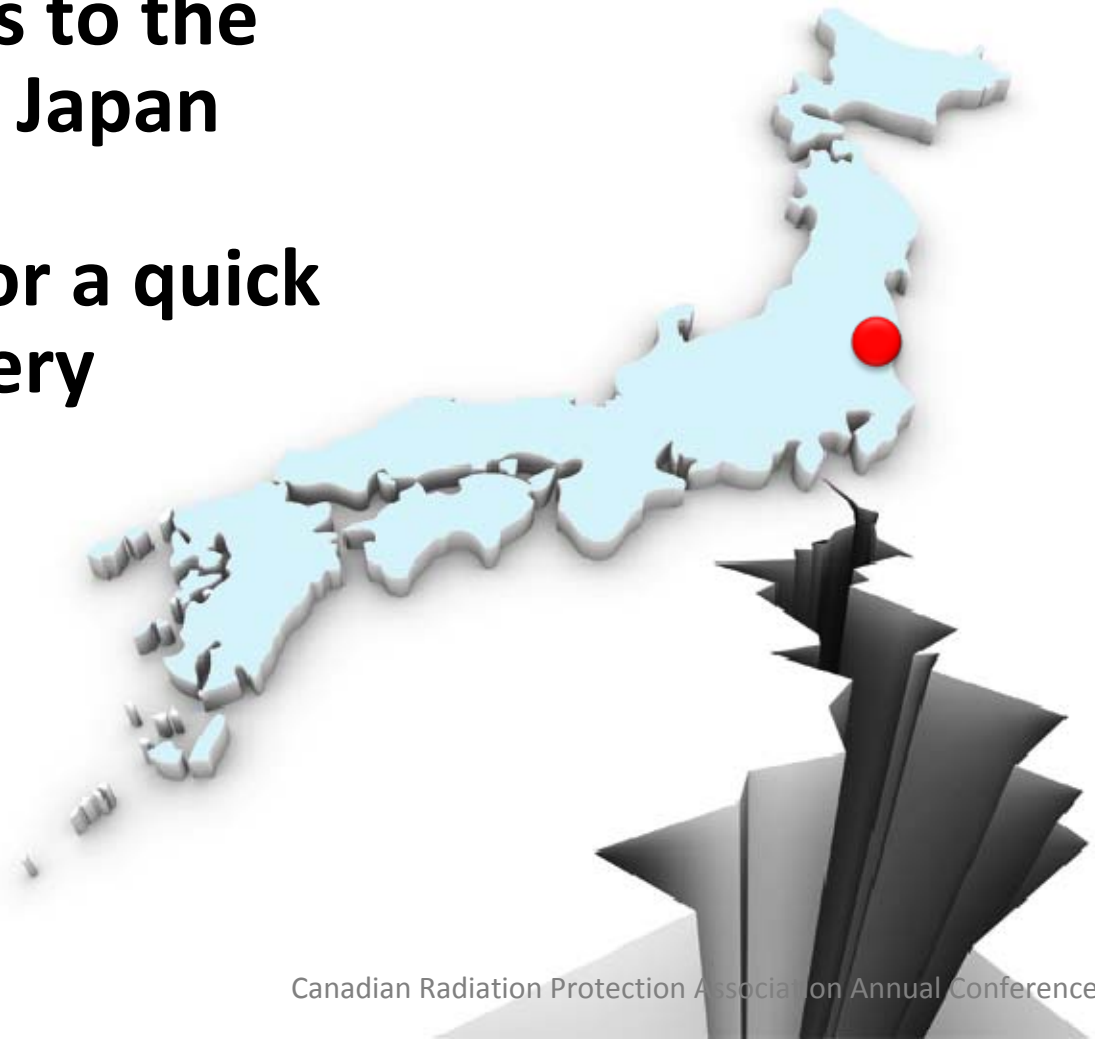 s to the
Japan
or a quick
ery
Canadian Radiation Protection Association Annual Conference